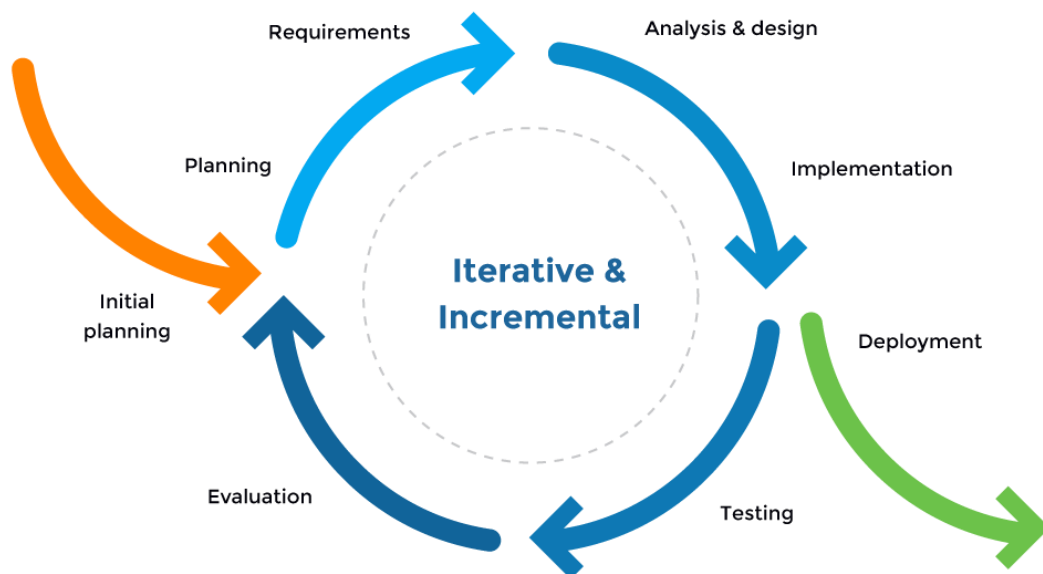 Requirements
Analysis & design
Planning
Implementation
Iterative &
Incremental
Initial
planning
Deployment
Evaluation
Testing